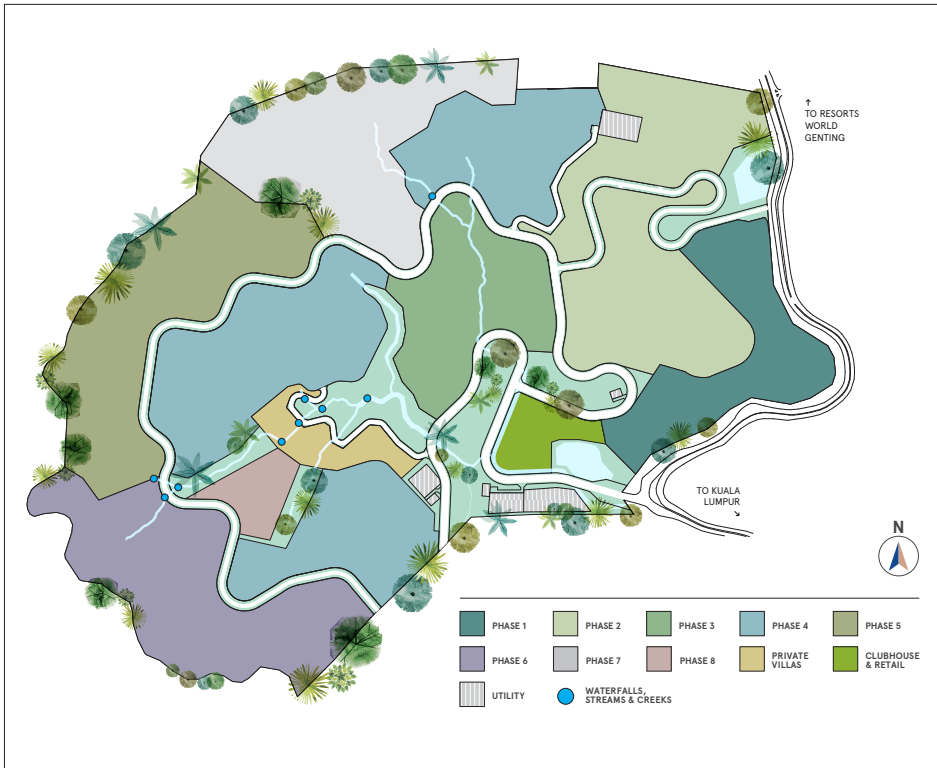 ↑
TO RESORTS
WORLD
GENTING
TO KUALA
LUMPUR
↘
N
PHASE 1
PHASE 2
PHASE 3
PHASE 4
PHASE 5
PHASE 6
PHASE 7
PHASE 8
PRIVATE
VILLAS
CLUBHOUSE
& RETAIL
UTILITY
WATERFALLS,
STREAMS & CREEKS